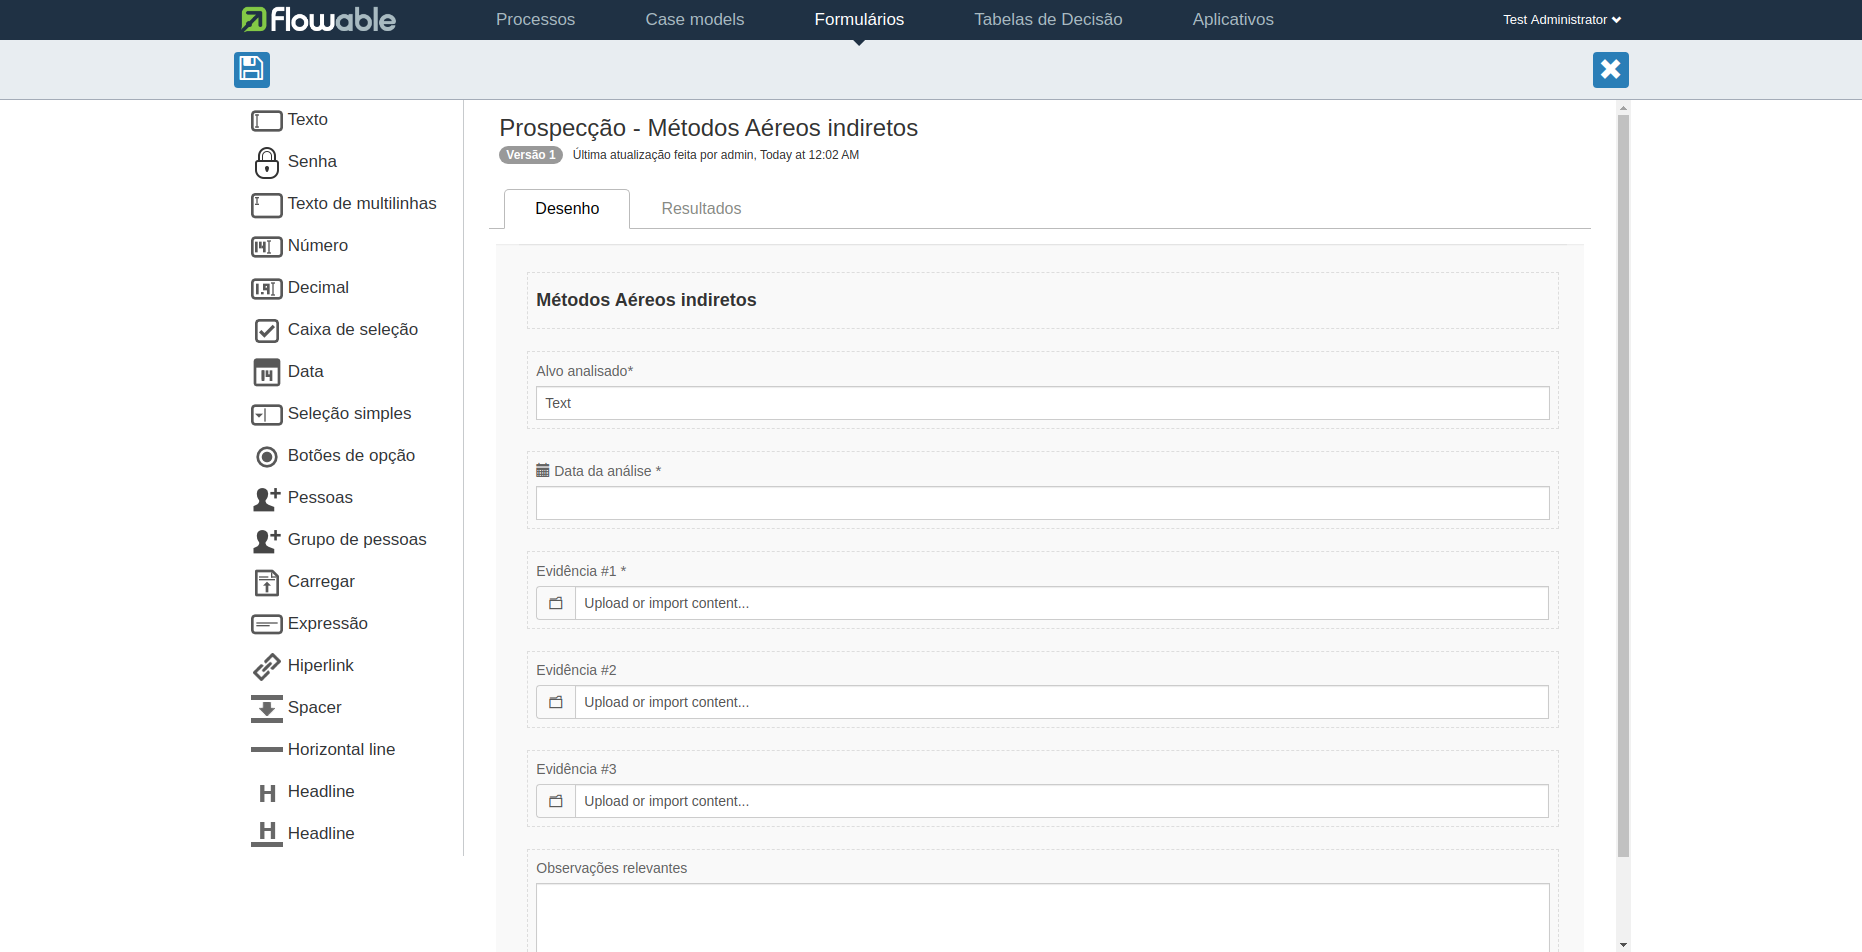 flowable
Processos
Case models
Formulários
Tabelas de Decisão
Aplicativos
Test Administrator
Texto
Senha
Texto de multilinhas
Número
Decimal
Caixa de seleção
Data
Seleção simples
Botões de opção
Pessoas
Grupo de pessoas
Carregar
Expressão
Hiperlink
Spacer
Horizontal line
H Headline
H Headline
Prospecção - Métodos Aéreos indiretos
Versão 1 Última atualização feita por admin, Today at 12:02 AM
Desenho
Resultados
Métodos Aéreos indiretos
Alvo analisado*
Text
Data da análise *
Evidência #1 *
Upload or import content...
Evidência #2
Upload or import content...
Evidência #3
Upload or import content...
Observações relevantes